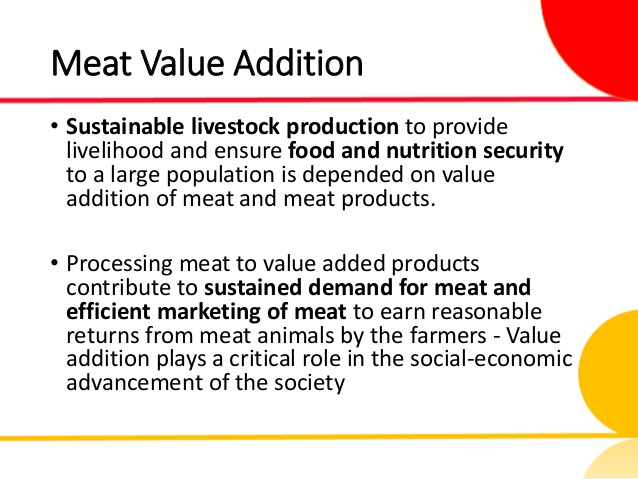 Meat Value Addition
• Sustainable livestock production to provide
livelihood and ensure food and nutrition security
to a large population is depended on value
addition of meat and meat products.
• Processing meat to value added products
contribute to sustained demand for meat and
efficient marketing of meat to earn reasonable
returns from meat animals by the farmers - Value
addition plays a critical role in the social-economic
advancement of the society